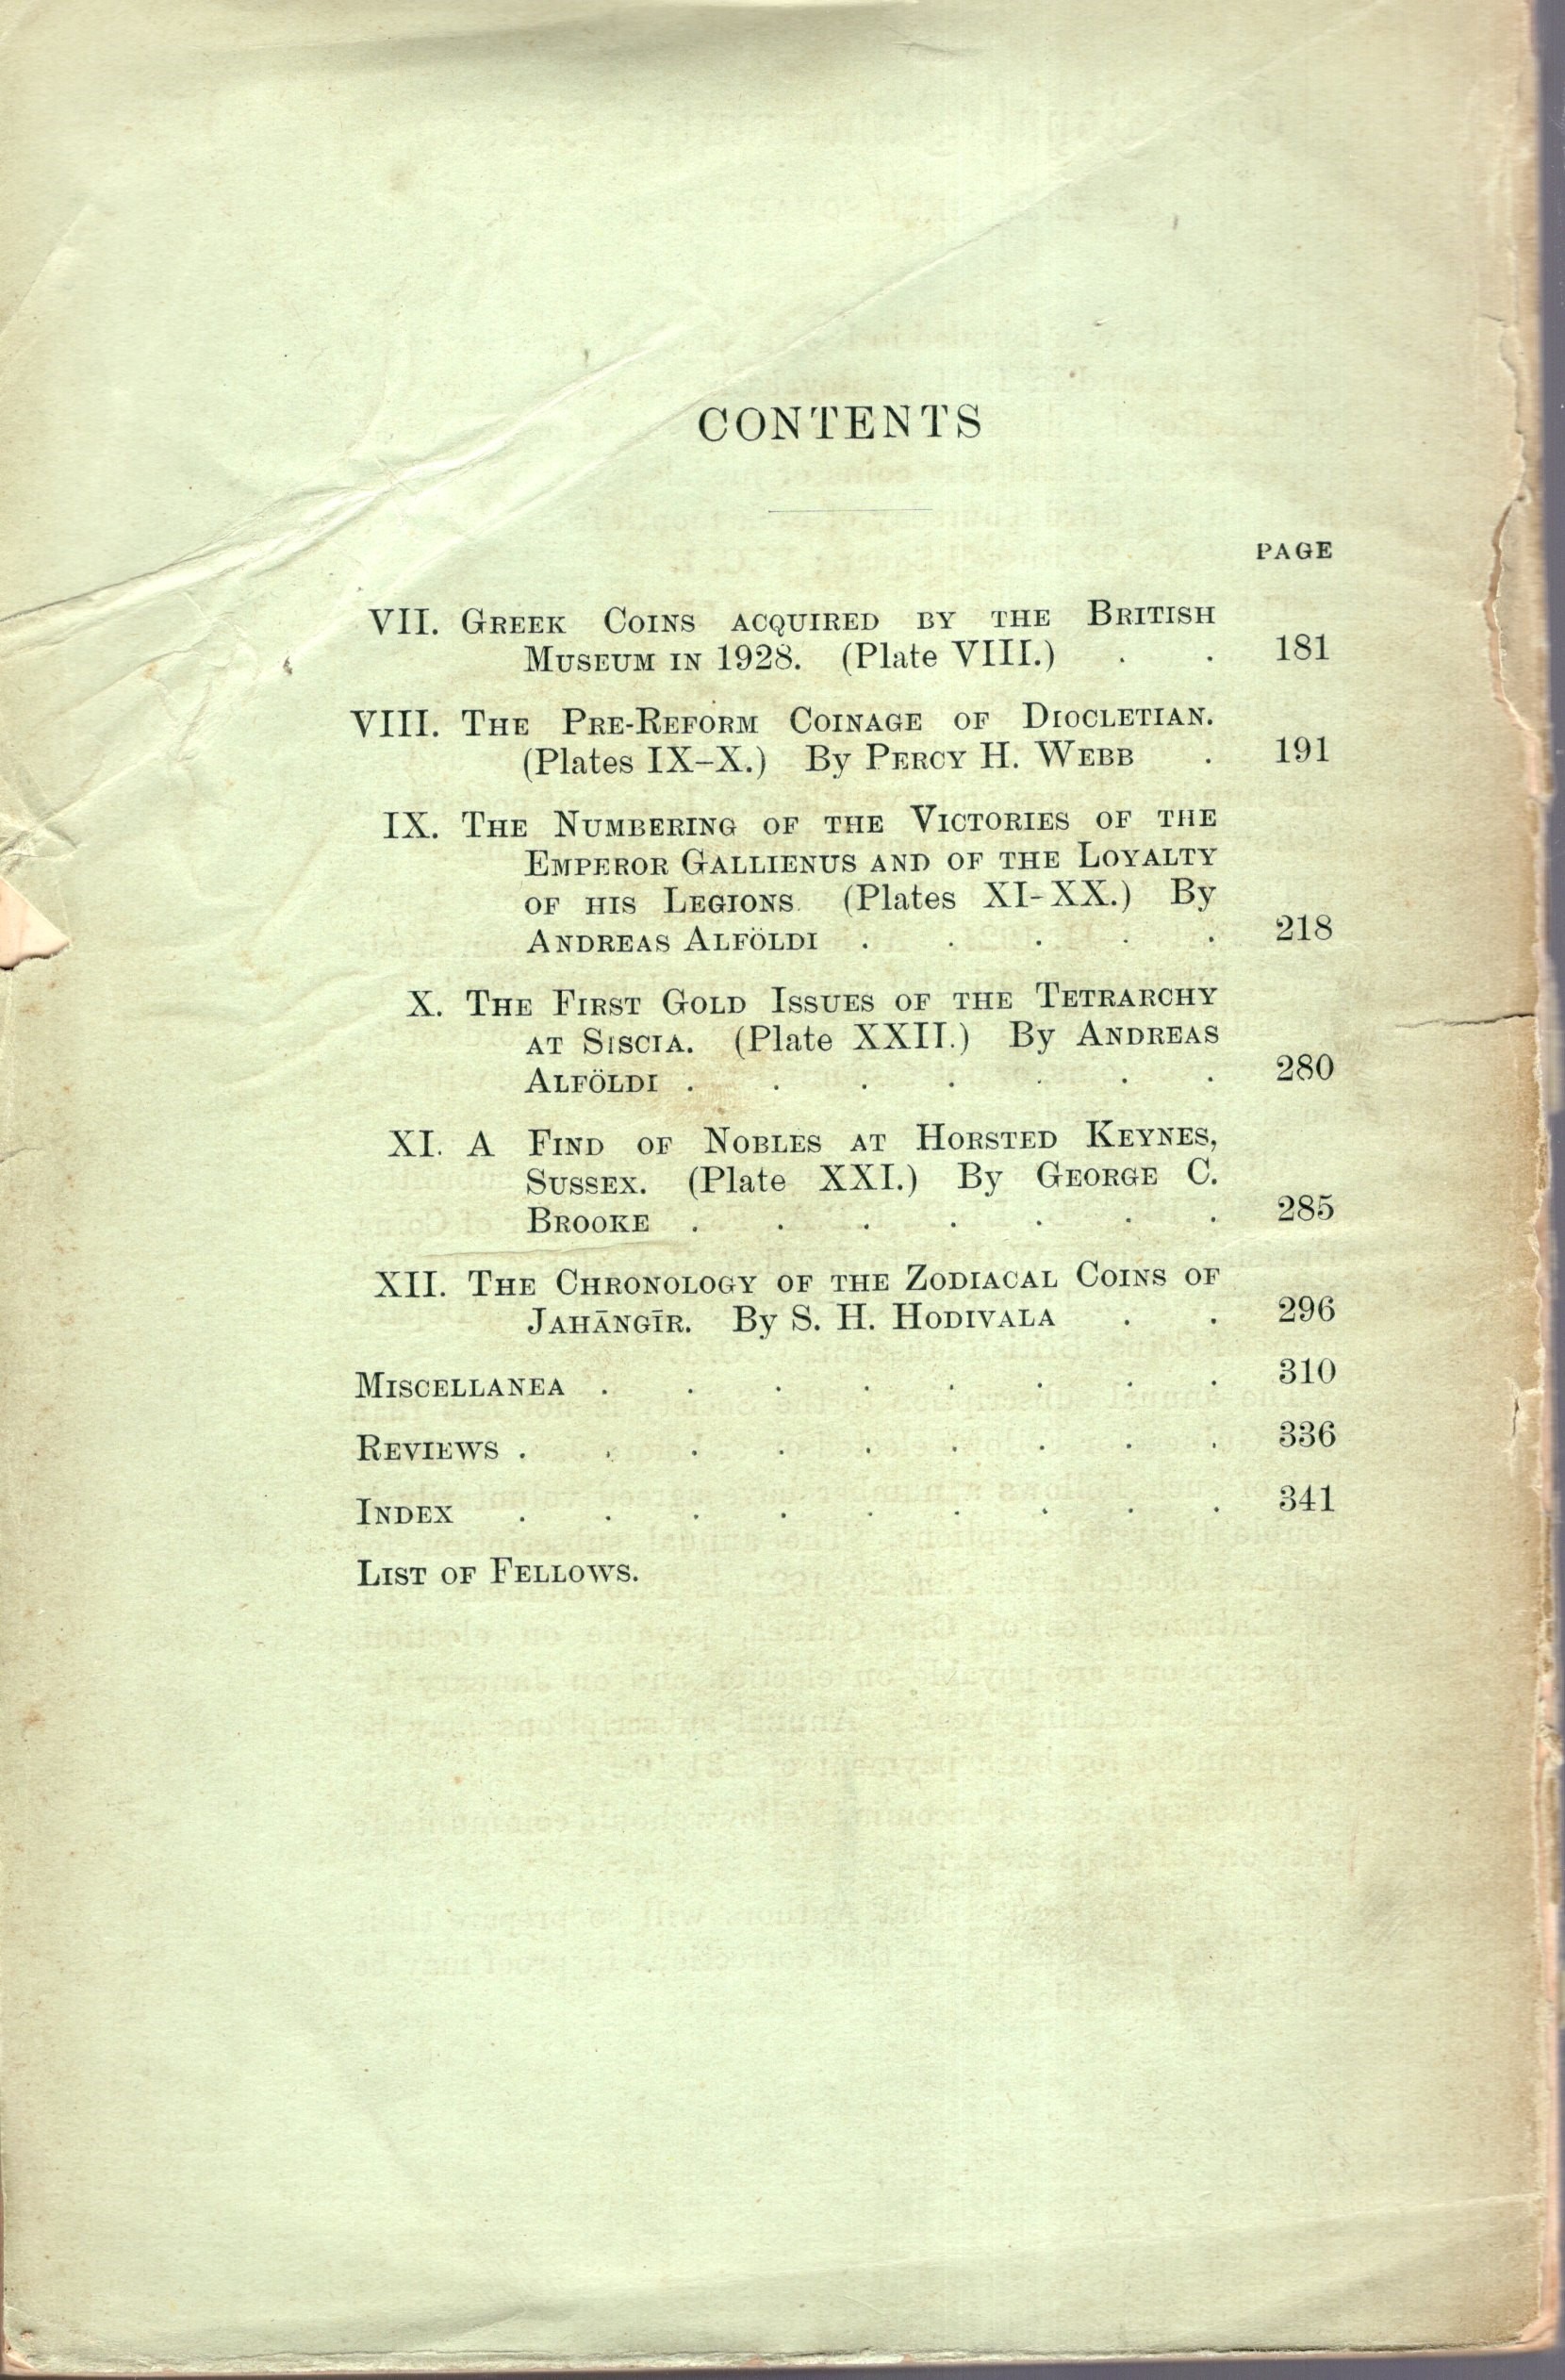 CONTENTS
PAGE
VII. GREEK COINS ACQUIRED BY THE BRITISH
MUSEUM IN 1928. (Plate VIII.) . . 181
VIII. THE PRE-REFORM COINAGE OF DIOCLETIAN.
(Plates IX–X.) By PERCY H. WEBB . 191
IX. THE NUMBERING OF THE VICTORIES OF THE
EMPEROR GALLIENUS AND OF THE LOYALTY
OF HIS LEGIONS. (Plates XI-XX.) By
ANDREAS ALFÖLDI . . . . . 218
X. THE FIRST GOLD ISSUES OF THE TETRARCHY
AT SISCIA. (Plate XXII.) By ANDREAS
ALFÖLDI . . . . . . . 280
XI. A FIND OF NOBLES AT HORSTED KEYNES,
SUSSEX. (Plate XXI.) By GEORGE C.
BROOKE . . . . . . . 285
XII. THE CHRONOLOGY OF THE ZODIACAL COINS OF
JAHĀNGĪR. By S. H. HODIVALA . . 296
MISCELLANEA . . . . . . . . 310
REVIEWS . . . . . . . . . 336
INDEX . . . . . . . . . 341
LIST OF FELLOWS.